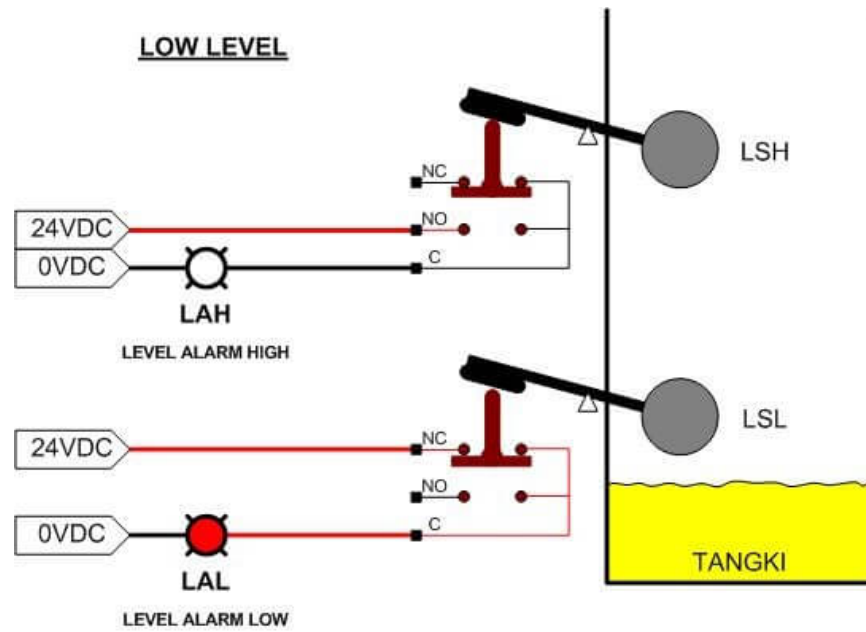 LOW LEVEL
LSH
NC
24VDC
NO
0VDC
C
LAH
LEVEL ALARM HIGH
LSL
24VDC
NC
NO
0VDC
C
TANGKI
LAL
LEVEL ALARM LOW